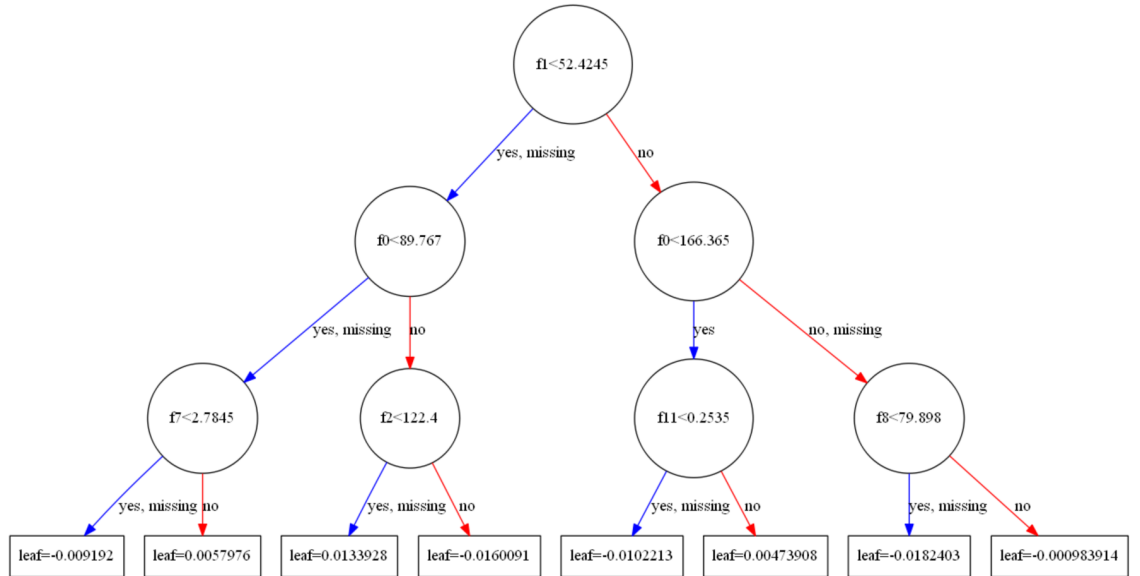 f1<52.4245
yes, missing
no
f0<89.767
f0<166.365
yes, missing
no
yes
no, missing
f7<2.7845
f2<122.4
f11<0.2535
f8<79.898
yes, missing
no
yes, missing
no
yes, missing
no
yes, missing
no
leaf=-0.009192
leaf=0.0057976
leaf=0.0133928
leaf=-0.0160091
leaf=-0.0102213
leaf=0.00473908
leaf=-0.0182403
leaf=-0.000983914